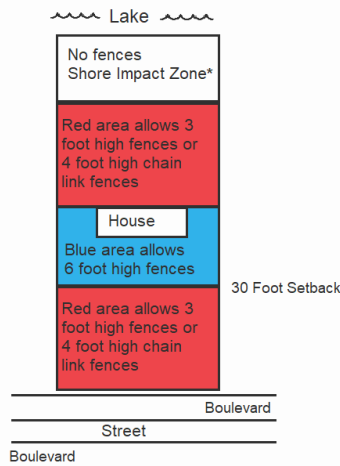 Lake
No fences
Shore Impact Zone*
Red area allows 3
foot high fences or
4 foot high chain
link fences
House
Blue area allows
6 foot high fences
30 Foot Setback
Red area allows 3
foot high fences or
4 foot high chain
link fences
Boulevard
Street
Boulevard